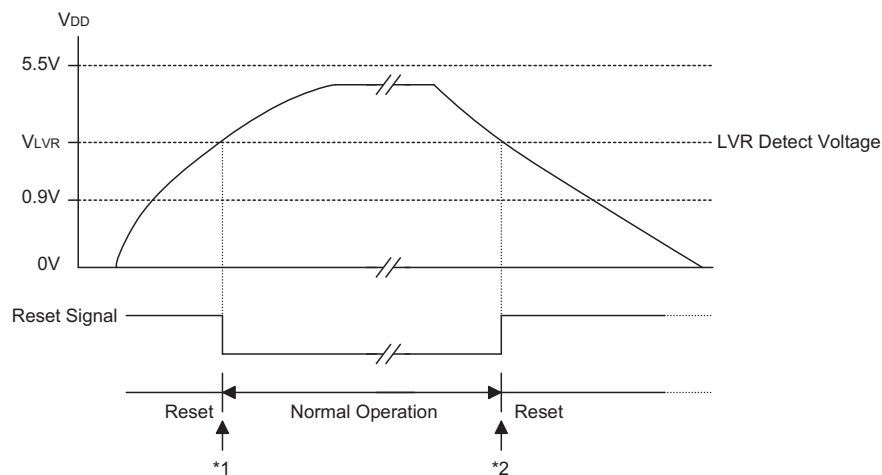 VDD
5.5V
VLVR
LVR Detect Voltage
0.9V
0V
Reset Signal
Reset
Normal Operation
Reset
*1
*2